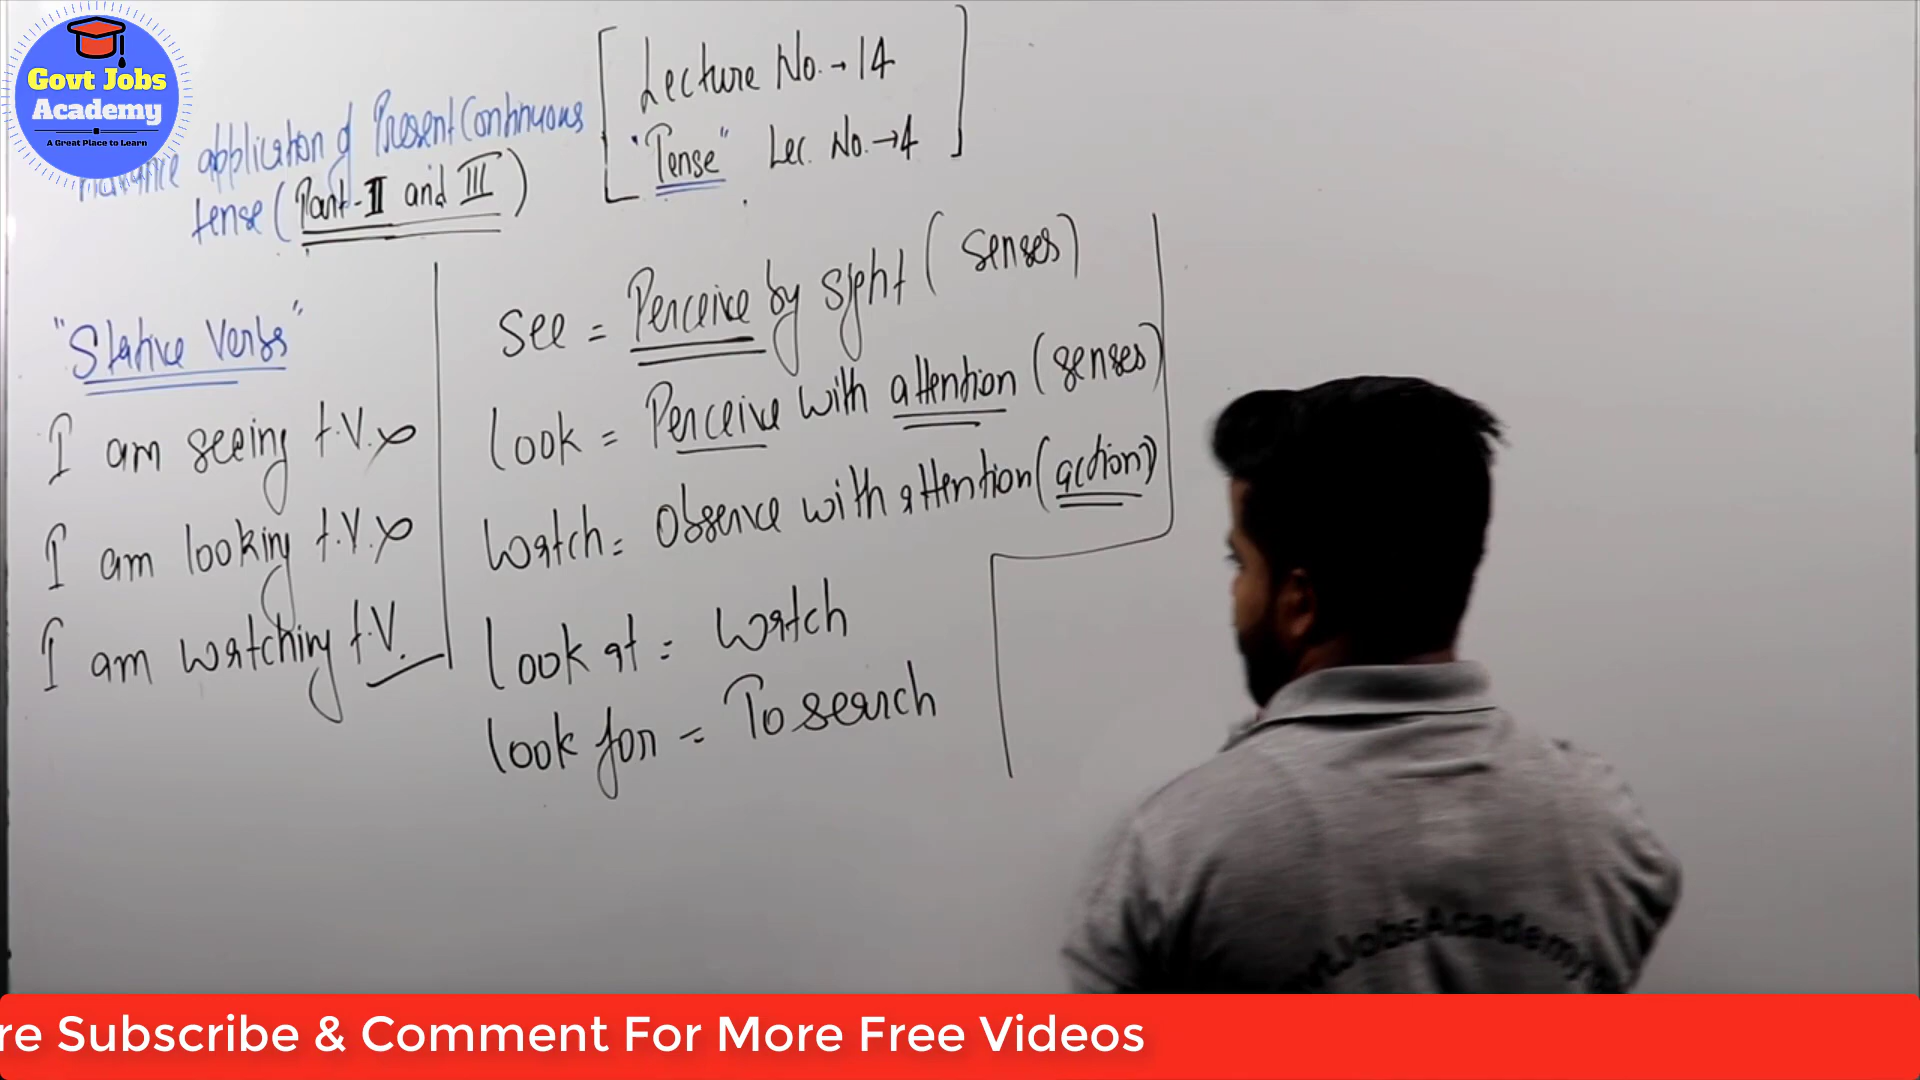 Govt Jobs
Academy
A Great Place to Learn
application of Present Continuous
tense (Part-II and III)
Lecture No. → 14
"Tense" Lec. No. → 4
"Stative Verbs"
I am seeing t.V. ×
I am looking t.V. ×
I am watching t.V.
See = Perceive by sight (senses)
look = Perceive with attention (senses)
watch = observe with attention (action)
look at = watch
look for = To search
JobsAcademy
re Subscribe & Comment For More Free Videos